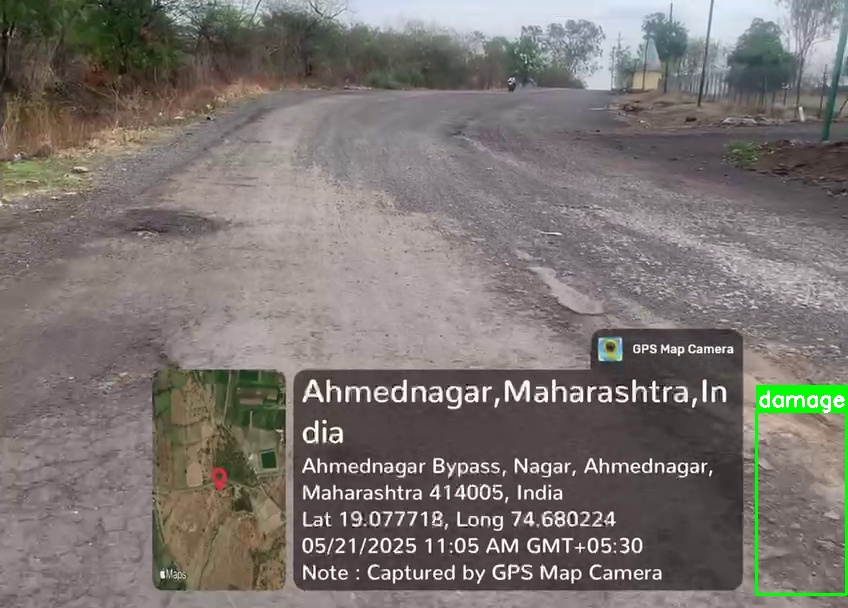 GPS Map Camera
damage
Ahmednagar,Maharashtra,In
dia
Ahmednagar Bypass, Nagar, Ahmednagar,
Maharashtra 414005, India
Lat 19.077718, Long 74.680224
05/21/2025 11:05 AM GMT+05:30
Note : Captured by GPS Map Camera
Maps